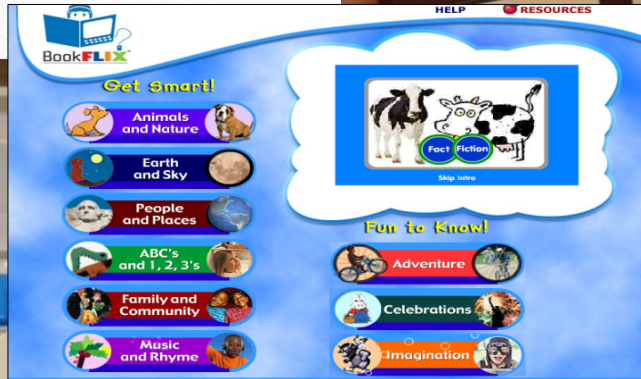 HELP
RESOURCES
BookFLIX
Get Smart!
Animals
and Nature
Earth
and Sky
People
and Places
ABC's
and 1, 2, 3's
Family and
Community
Music
and Rhyme
Fact
Fiction
Skip Intro
Fun to Know!
Adventure
Celebrations
Imagination